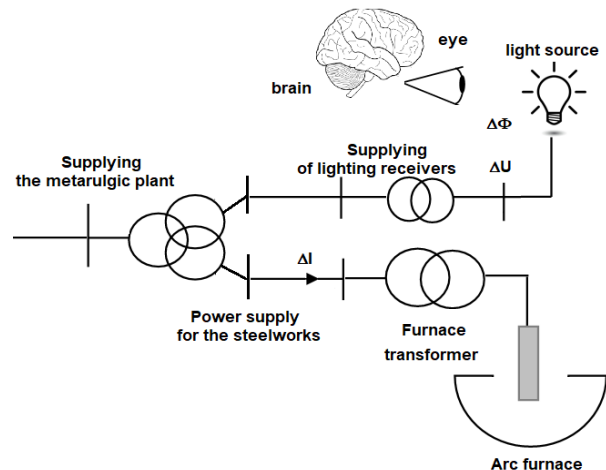 eye
light source
brain
ΔΦ
Supplying
the metarulgic plant
Supplying
of lighting receivers
ΔU
ΔI
Power supply
for the steelworks
Furnace
transformer
Arc furnace